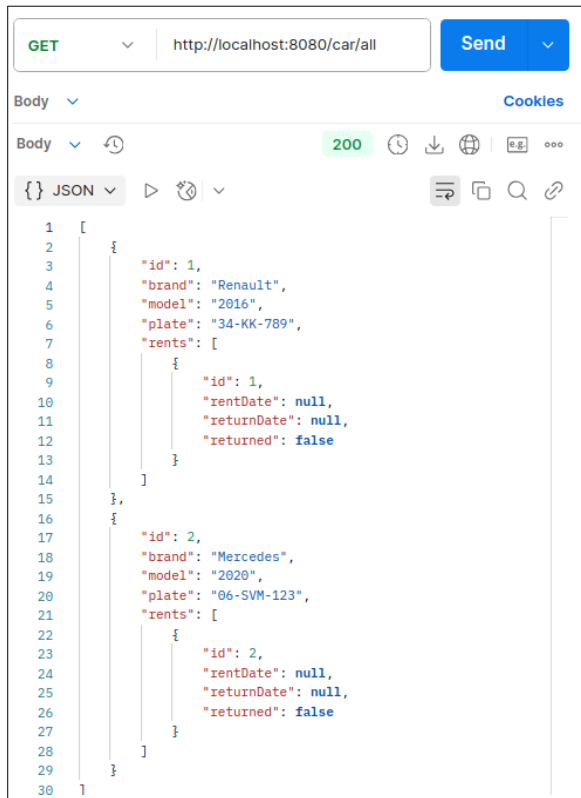 GET http://localhost:8080/car/all Send
Body Cookies
Body 200 e.g.
{} JSON
1 [
2 {
3 "id": 1,
4 "brand": "Renault",
5 "model": "2016",
6 "plate": "34-KK-789",
7 "rents": [
8 {
9 "id": 1,
10 "rentDate": null,
11 "returnDate": null,
12 "returned": false
13 }
14 ]
15 },
16 {
17 "id": 2,
18 "brand": "Mercedes",
19 "model": "2020",
20 "plate": "06-SVM-123",
21 "rents": [
22 {
23 "id": 2,
24 "rentDate": null,
25 "returnDate": null,
26 "returned": false
27 }
28 ]
29 }
30 ]